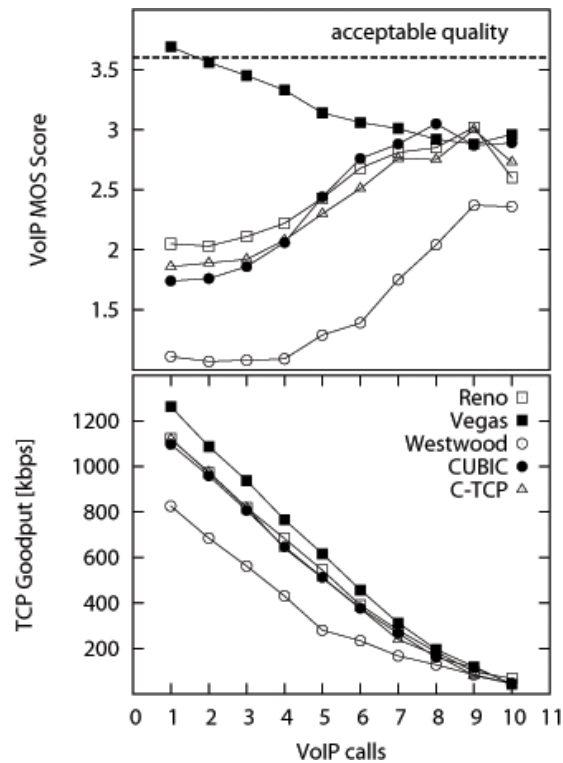 acceptable quality
3.5
3
2.5
2
1.5
VoIP MOS Score
Reno
Vegas
Westwood
CUBIC
C-TCP
1200
1000
800
600
400
200
TCP Goodput [kbps]
0 1 2 3 4 5 6 7 8 9 10 11
VoIP calls